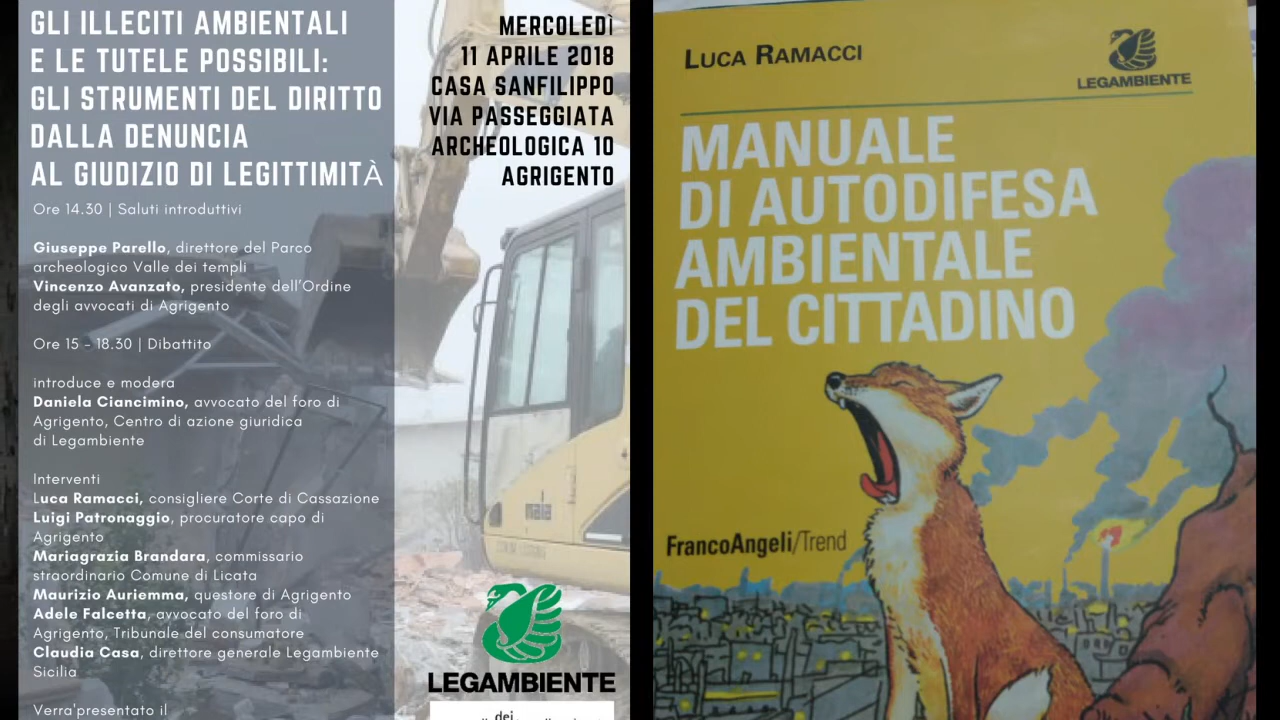 GLI ILLECITI AMBIENTALI
E LE TUTELE POSSIBILI:
GLI STRUMENTI DEL DIRITTO
DALLA DENUNCIA
AL GIUDIZIO DI LEGITTIMITÀ
Ore 14.30 | Saluti introduttivi
Giuseppe Parello, direttore del Parco
archeologico Valle dei templi
Vincenzo Avanzato, presidente dell'Ordine
degli avvocati di Agrigento
Ore 15 - 18.30 | Dibattito
introduce e modera
Daniela Ciancimino, avvocato del foro di
Agrigento, Centro di azione giuridica
di Legambiente
Interventi
Luca Ramacci, consigliere Corte di Cassazione
Luigi Patronaggio, procuratore capo di
Agrigento
Mariagrazia Brandara, commissario
straordinario Comune di Licata
Maurizio Auriemma, questore di Agrigento
Adele Falcetta, avvocato del foro di
Agrigento, Tribunale del consumatore
Claudia Casa, direttore generale Legambiente
Sicilia
Verra'presentato il
MERCOLEDÌ
11 APRILE 2018
CASA SANFILIPPO
VIA PASSEGGIATA
ARCHEOLOGICA 10
AGRIGENTO
LEGAMBIENTE
dei
LUCA RAMACCI
LEGAMBIENTE
MANUALE
DI AUTODIFESA
AMBIENTALE
DEL CITTADINO
FrancoAngeli/Trend